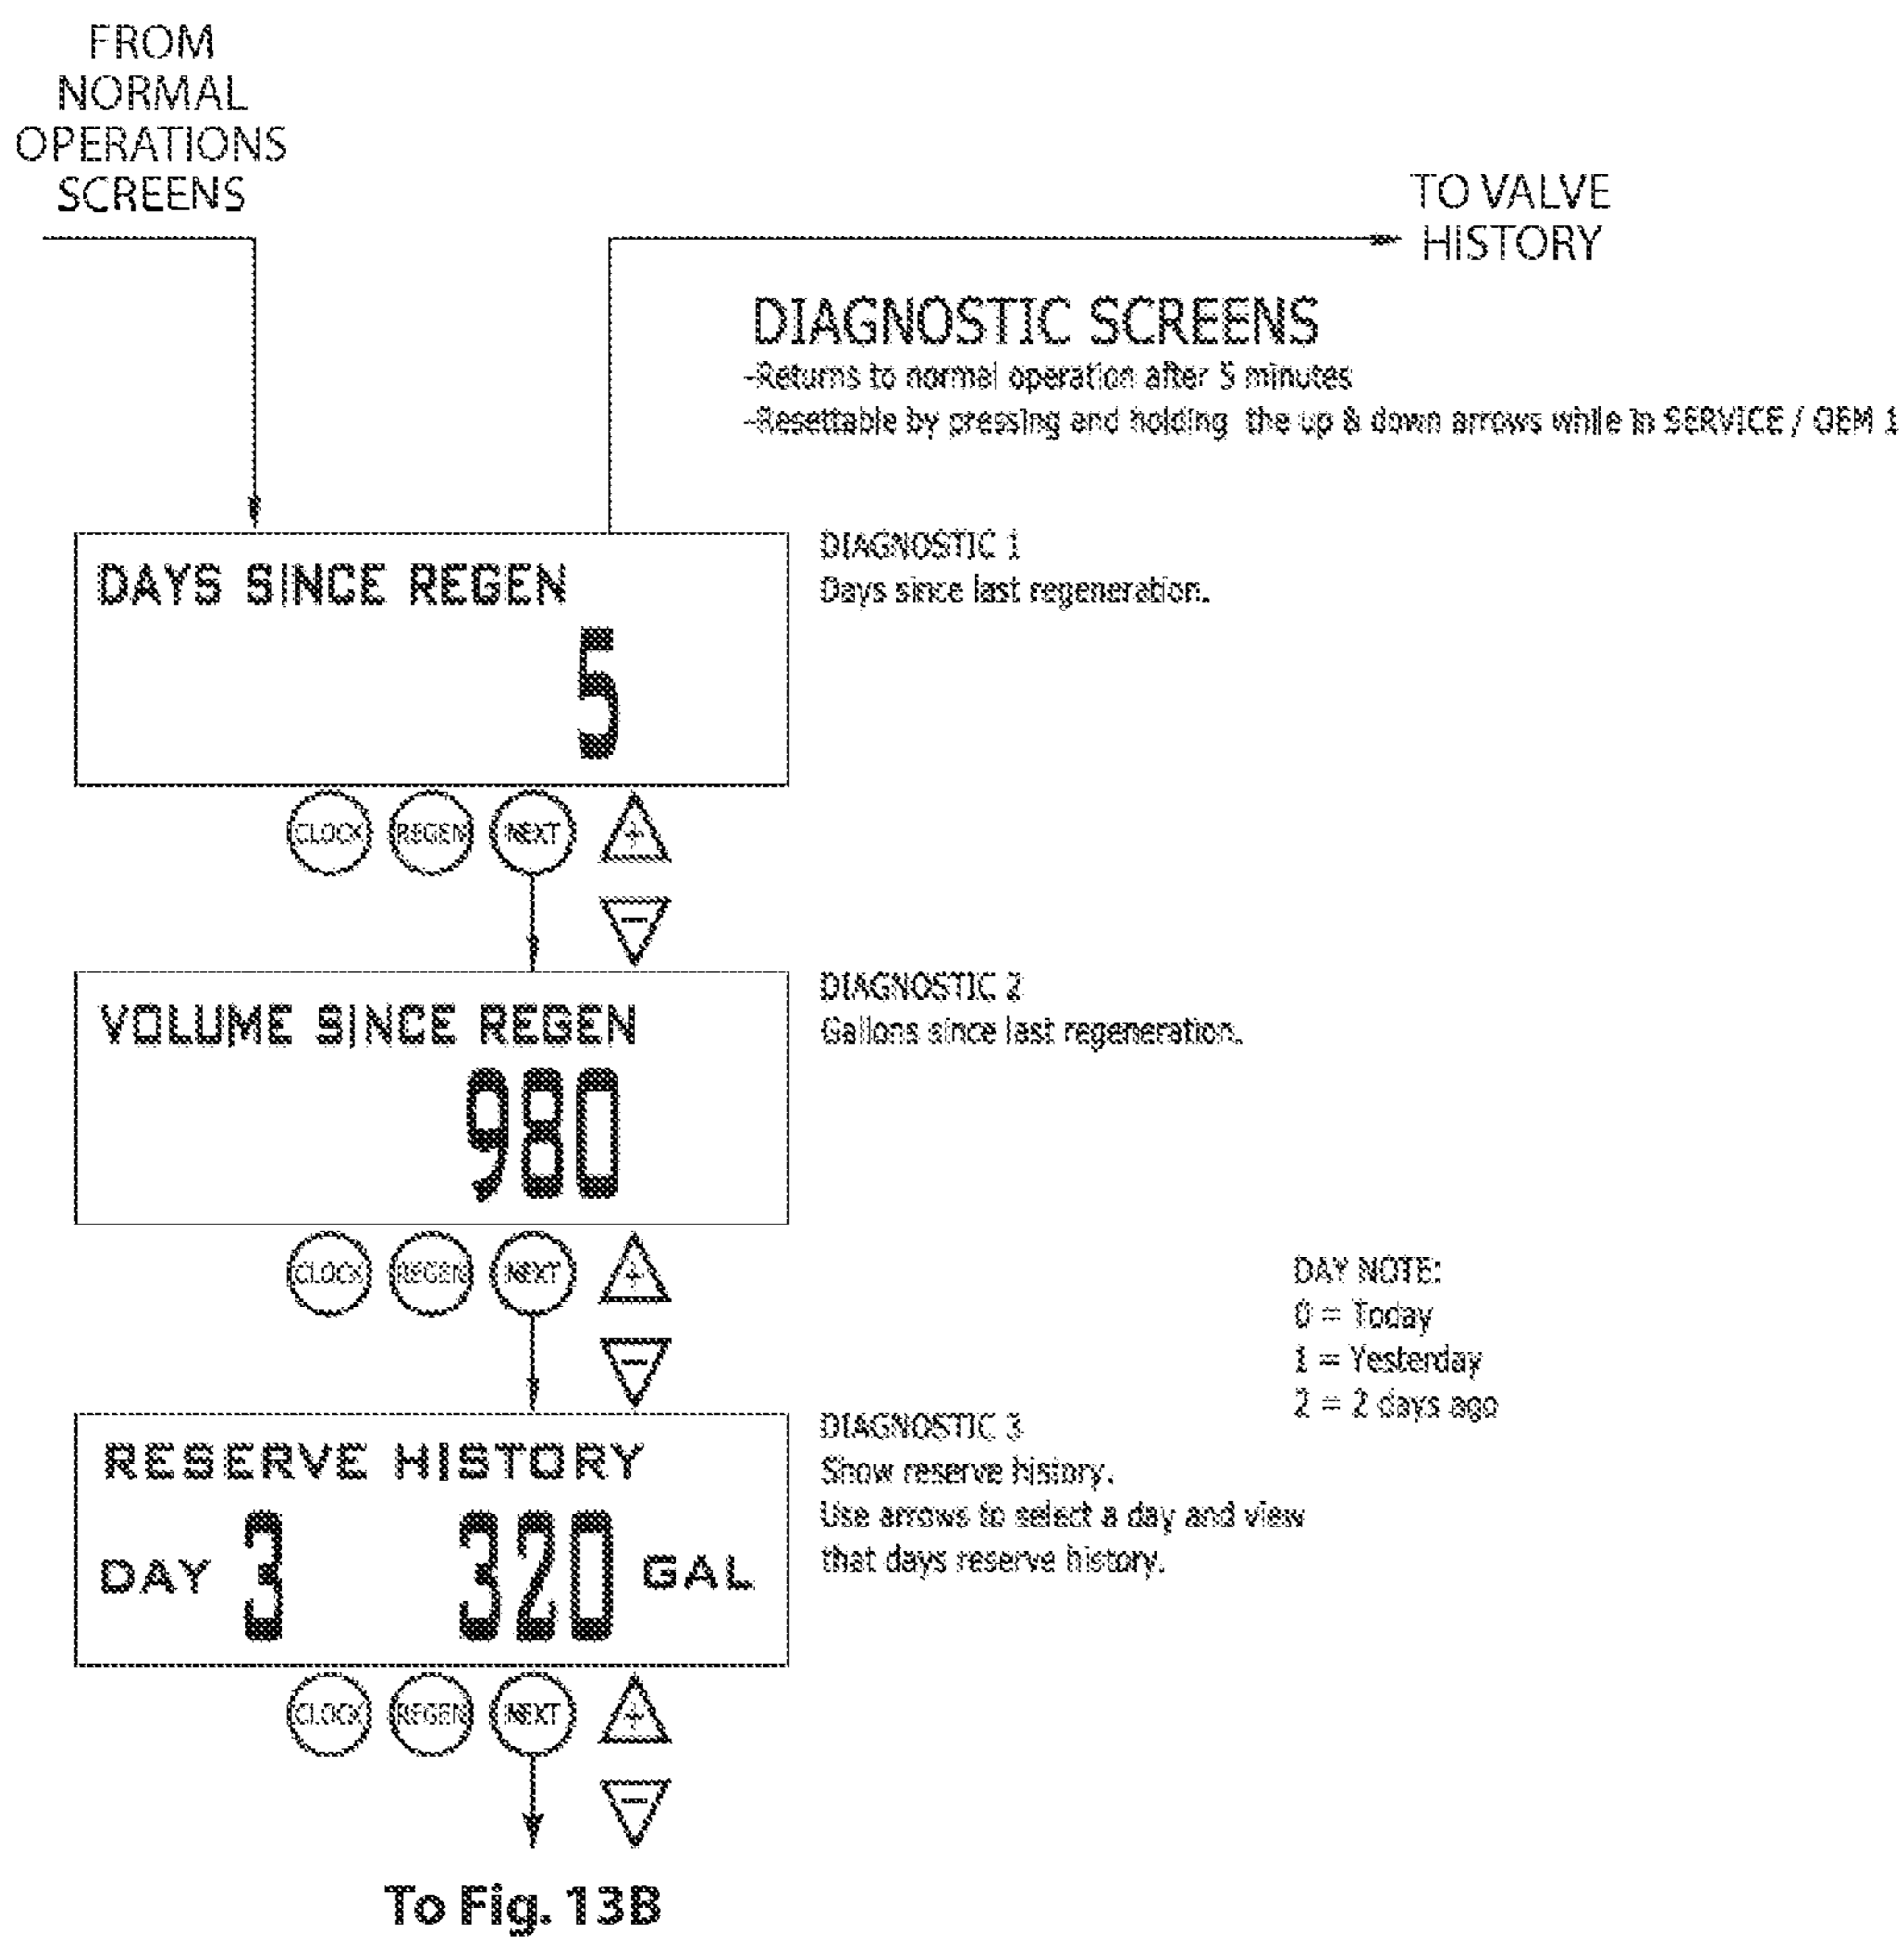 FROM
NORMAL
OPERATIONS
SCREENS
TO VALVE
HISTORY
DIAGNOSTIC SCREENS
-Returns to normal operation after 5 minutes
-Resettable by pressing and holding the up & down arrows while in SERVICE / OEM 1
DAYS SINCE REGEN
5
DIAGNOSTIC 1
Days since last regeneration.
CLOCK REGEN NEXT +
-
VOLUME SINCE REGEN
980
DIAGNOSTIC 2
Gallons since last regeneration.
CLOCK REGEN NEXT +
-
DAY NOTE:
0 = Today
1 = Yesterday
2 = 2 days ago
RESERVE HISTORY
DAY 3 320 GAL
DIAGNOSTIC 3
Show reserve history.
Use arrows to select a day and view
that days reserve history.
CLOCK REGEN NEXT +
-
To Fig. 13B